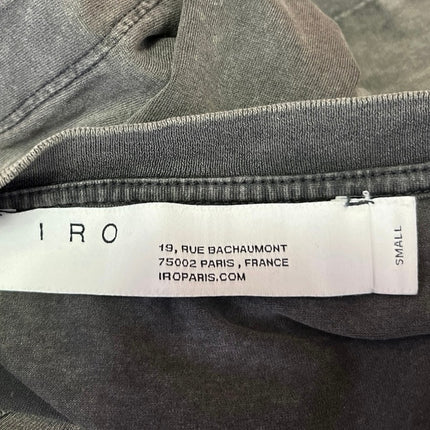 IRO
19, RUE BACHAUMONT
75002 PARIS , FRANCE
IROPARIS.COM
SMALL